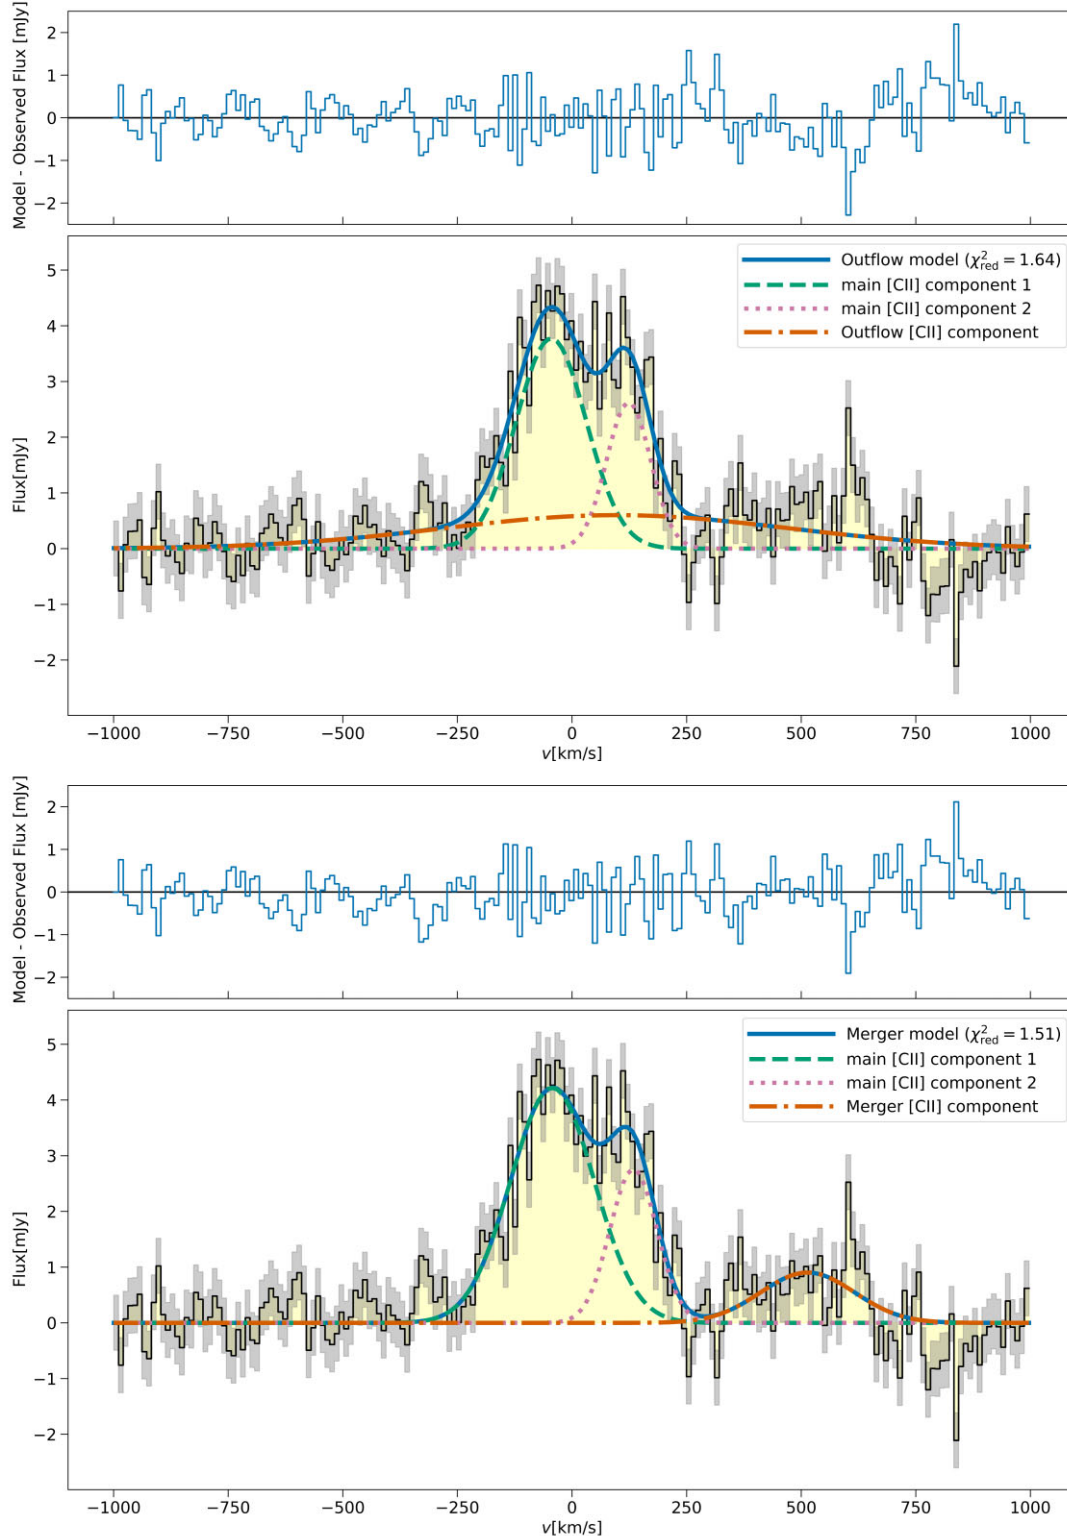 Model - Observed Flux [mJy]
2
1
0
−1
−2
Flux[mJy]
5
4
3
2
1
0
−1
−2
Outflow model (χ²red = 1.64)
main [CII] component 1
main [CII] component 2
Outflow [CII] component
−1000 −750 −500 −250 0 250 500 750 1000
v[km/s]
Model - Observed Flux [mJy]
2
1
0
−1
−2
Flux[mJy]
5
4
3
2
1
0
−1
−2
Merger model (χ²red = 1.51)
main [CII] component 1
main [CII] component 2
Merger [CII] component
−1000 −750 −500 −250 0 250 500 750 1000
v[km/s]